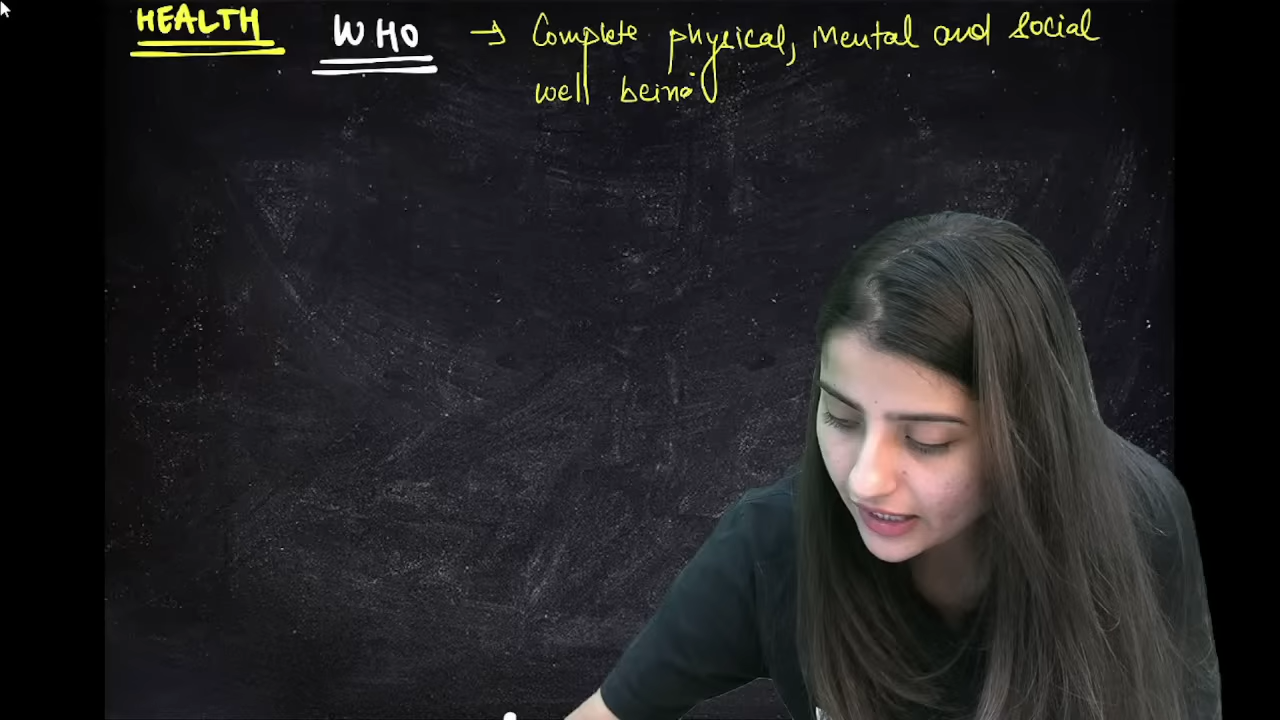 HEALTH WHO → Complete physical, Mental and Social
well being